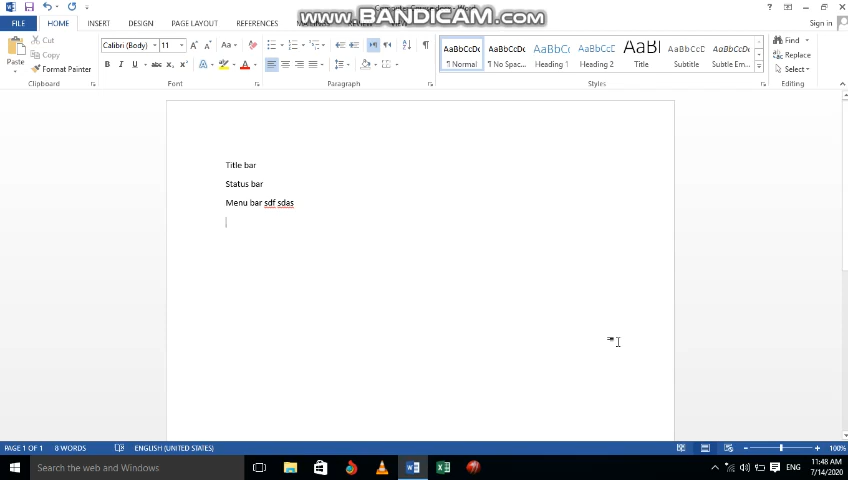 www.BANDICAM.com
Sign in
FILE HOME INSERT DESIGN PAGE LAYOUT REFERENCES
Cut
Copy
Format Painter
Paste
Calibri (Body) 11
Find
Replace
Select
AaBbCcDc AaBbCcDc AaBbCc AaBbCcE AaBl AaBbCcD AaBbCcDc
¶ Normal ¶ No Spac... Heading 1 Heading 2 Title Subtitle Subtle Em...
Clipboard Font Paragraph Styles Editing
Title bar
Status bar
Menu bar sdf sdas
PAGE 1 OF 1 8 WORDS ENGLISH (UNITED STATES) 100%
Search the web and Windows
ENG
11:48 AM
7/14/2020